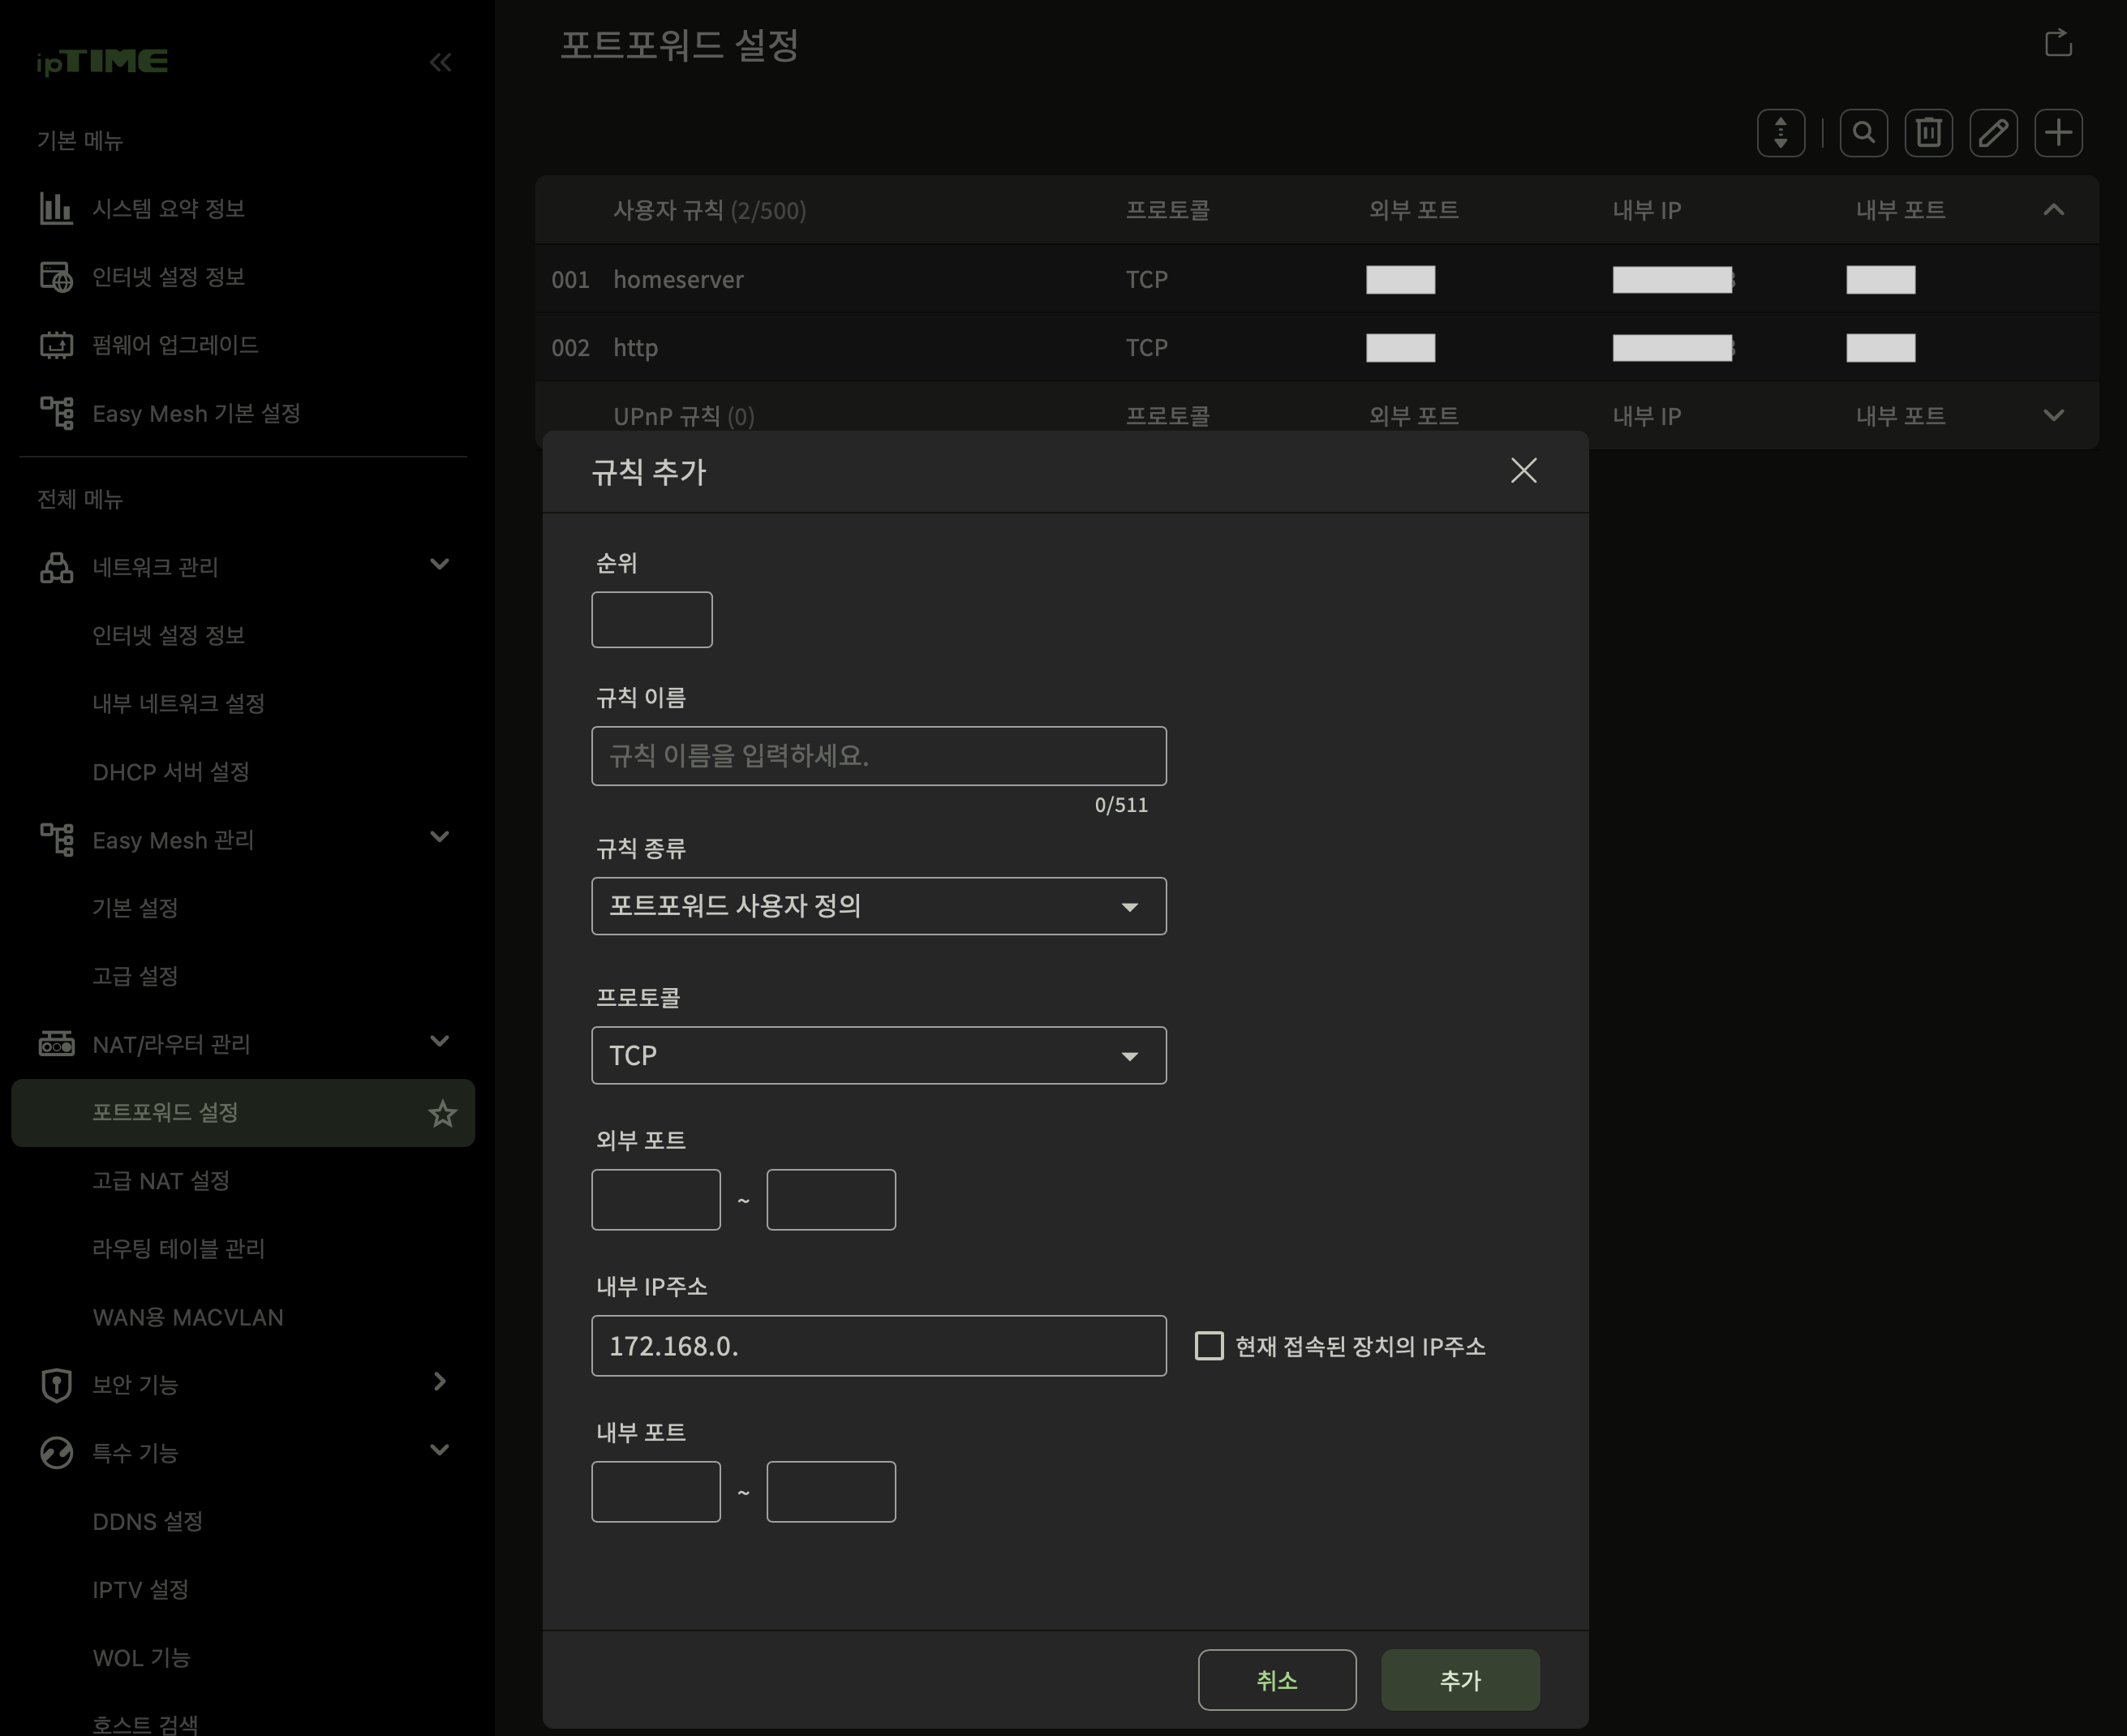 ipTIME
기본 메뉴
시스템 요약 정보
인터넷 설정 정보
펌웨어 업그레이드
Easy Mesh 기본 설정
전체 메뉴
네트워크 관리
인터넷 설정 정보
내부 네트워크 설정
DHCP 서버 설정
Easy Mesh 관리
기본 설정
고급 설정
NAT/라우터 관리
포트포워드 설정
고급 NAT 설정
라우팅 테이블 관리
WAN용 MACVLAN
보안 기능
특수 기능
DDNS 설정
IPTV 설정
WOL 기능
호스트 검색
포트포워드 설정
사용자 규칙 (2/500) 프로토콜 외부 포트 내부 IP 내부 포트
001 homeserver TCP
002 http TCP
UPnP 규칙 (0) 프로토콜 외부 포트 내부 IP 내부 포트
규칙 추가
순위
규칙 이름
규칙 이름을 입력하세요.
0/511
규칙 종류
포트포워드 사용자 정의
프로토콜
TCP
외부 포트
~
내부 IP주소
172.168.0. 현재 접속된 장치의 IP주소
내부 포트
~
취소 추가